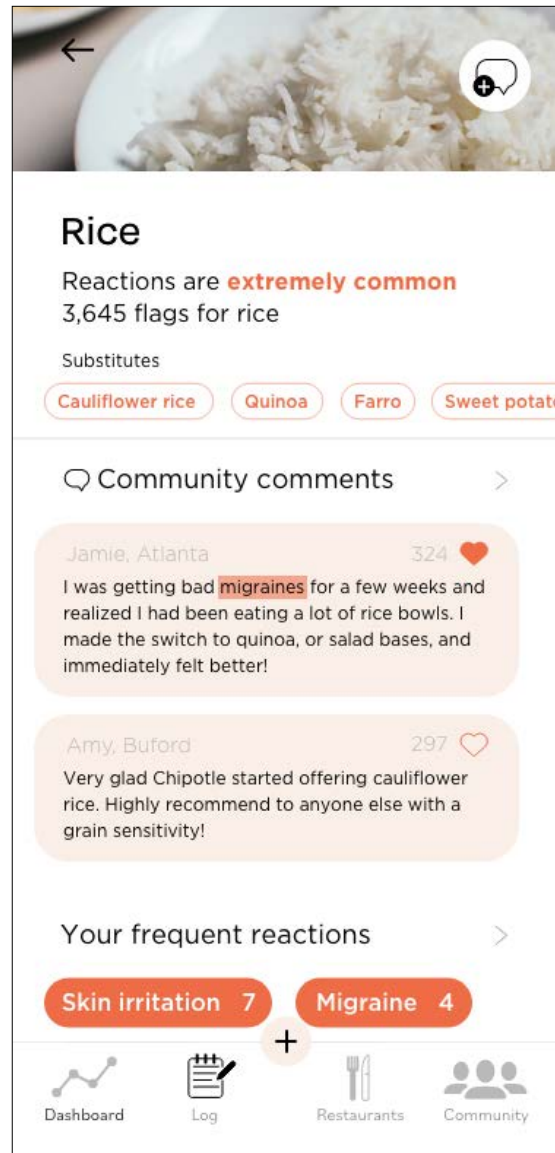 Rice
Reactions are extremely common
3,645 flags for rice
Substitutes
Cauliflower rice Quinoa Farro Sweet potat
Community comments
Jamie, Atlanta 324
I was getting bad migraines for a few weeks and
realized I had been eating a lot of rice bowls. I
made the switch to quinoa, or salad bases, and
immediately felt better!
Amy, Buford 297
Very glad Chipotle started offering cauliflower
rice. Highly recommend to anyone else with a
grain sensitivity!
Your frequent reactions
Skin irritation 7 Migraine 4
Dashboard Log Restaurants Community